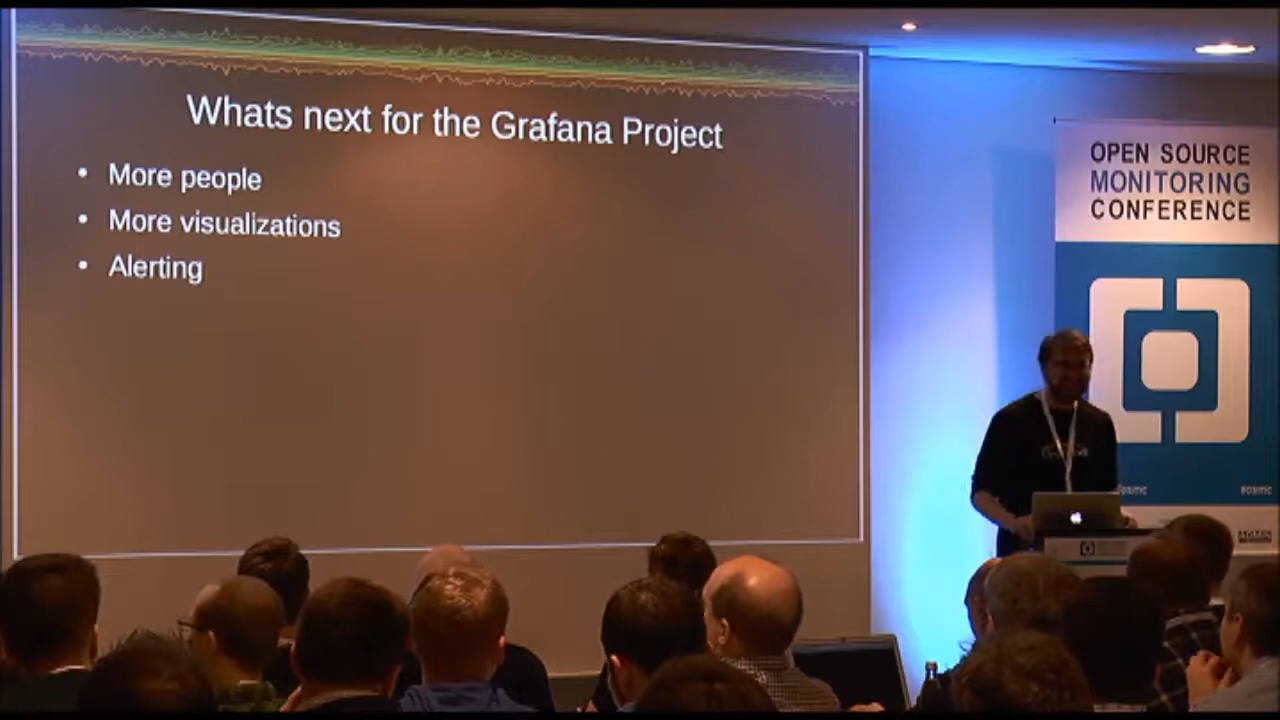 Whats next for the Grafana Project
• More people
• More visualizations
• Alerting
OPEN SOURCE
MONITORING
CONFERENCE